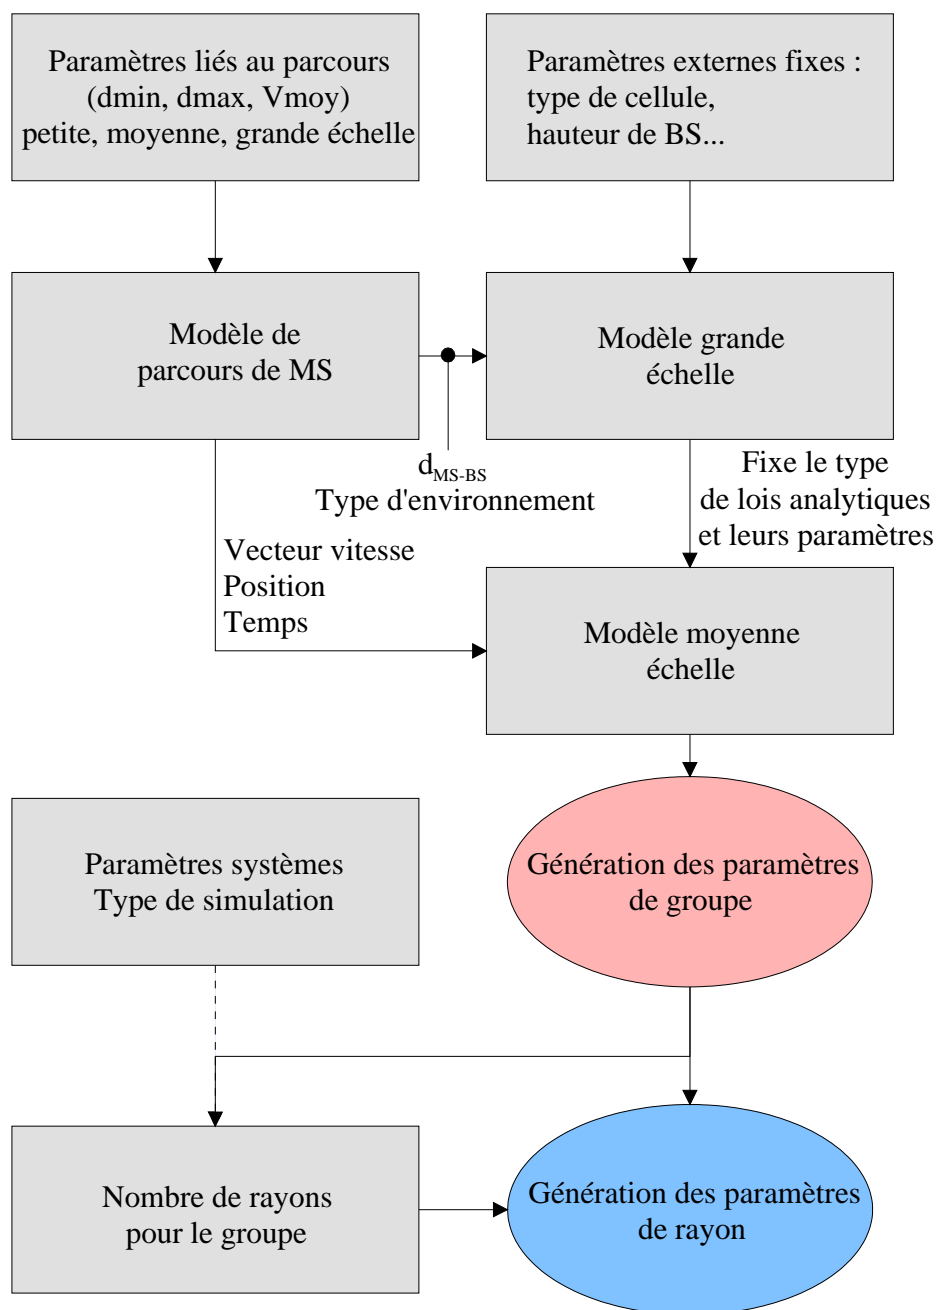 Paramètres liés au parcours
(dmin, dmax, Vmoy)
petite, moyenne, grande échelle
Paramètres externes fixes :
type de cellule,
hauteur de BS...
Modèle de
parcours de MS
Modèle grande
échelle
d_MS-BS
Type d'environnement
Fixe le type
de lois analytiques
et leurs paramètres
Vecteur vitesse
Position
Temps
Modèle moyenne
échelle
Paramètres systèmes
Type de simulation
Génération des paramètres
de groupe
Nombre de rayons
pour le groupe
Génération des paramètres
de rayon